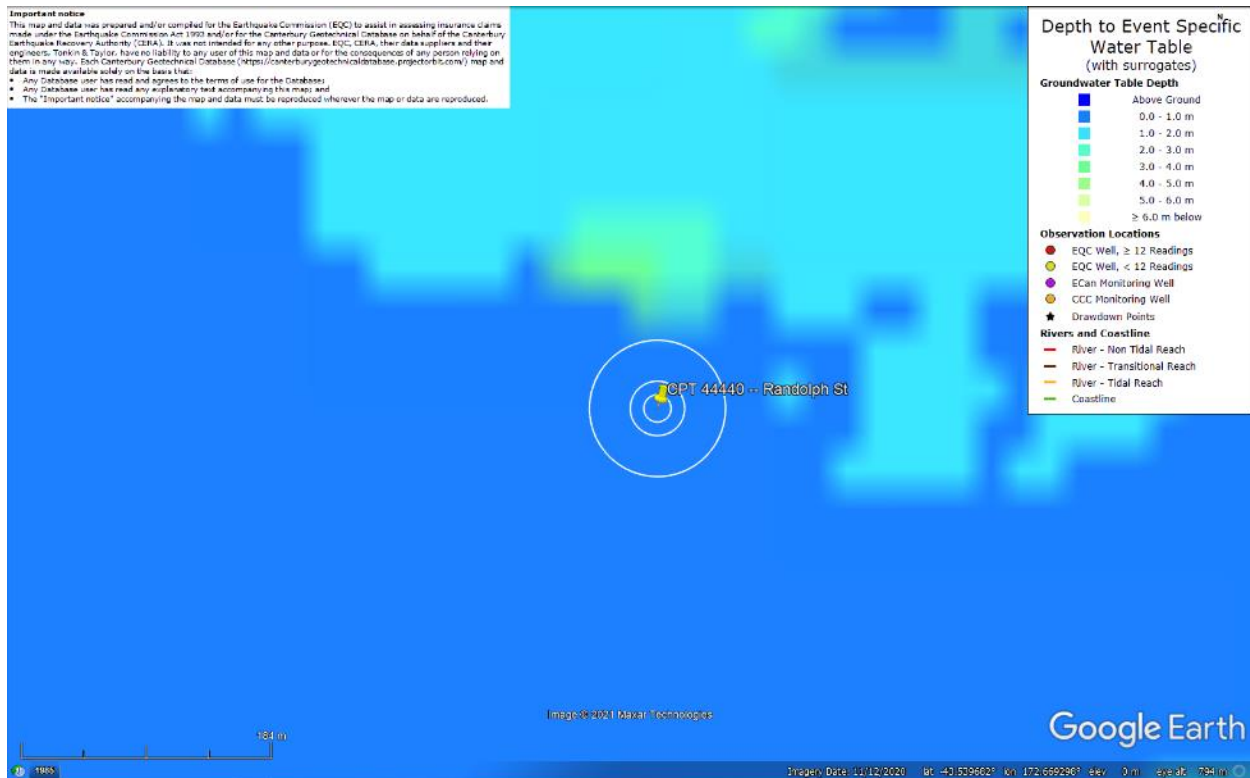 Important notice
This map and data was prepared and/or compiled for the Earthquake Commission (EQC) to assist in assessing insurance claims
made under the Earthquake Commission Act 1993 and/or for the Canterbury Geotechnical Database on behalf of the Canterbury
Earthquake Recovery Authority (CERA). It was not intended for any other purpose. EQC, CERA, their data suppliers and their
engineers, Tonkin & Taylor, have no liability to any user of this map and data or for the consequences of any person relying on
them in any way. Each Canterbury Geotechnical Database (https://canterburygeotechnicaldatabase.projectorbit.com/) map and
data is made available solely on the basis that:
• Any Database user has read and agrees to the terms of use for the Database;
• Any Database user has read any explanatory text accompanying this map; and
• The "Important notice" accompanying the map and data must be reproduced wherever the map or data are reproduced.
N
Depth to Event Specific
Water Table
(with surrogates)
Groundwater Table Depth
Above Ground
0.0 - 1.0 m
1.0 - 2.0 m
2.0 - 3.0 m
3.0 - 4.0 m
4.0 - 5.0 m
5.0 - 6.0 m
≥ 6.0 m below
Observation Locations
EQC Well, ≥ 12 Readings
EQC Well, < 12 Readings
ECan Monitoring Well
CCC Monitoring Well
Drawdown Points
Rivers and Coastline
River - Non Tidal Reach
River - Transitional Reach
River - Tidal Reach
Coastline
CPT 44440 -- Randolph St
Image © 2021 Maxar Technologies
184 m
Google Earth
1985
Imagery Date: 11/12/2020 lat -43.539682° lon 172.669298° elev 0 m eye alt 794 m